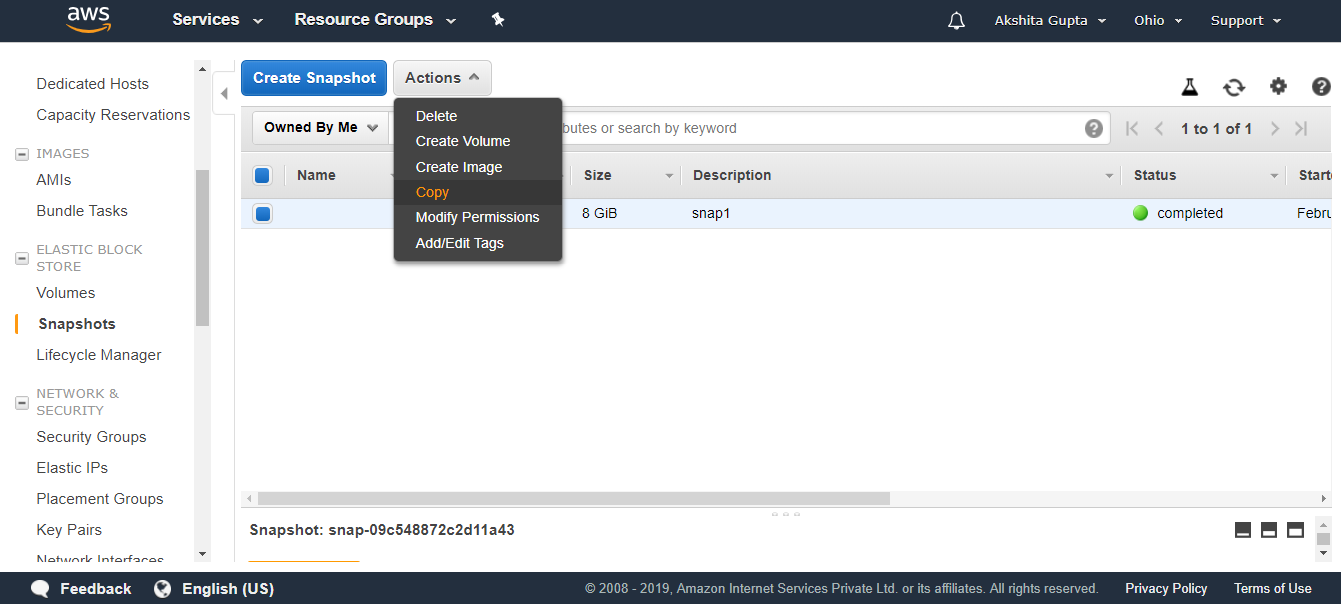 aws Services Resource Groups Akshita Gupta Ohio Support
Dedicated Hosts
Capacity Reservations
IMAGES
AMIs
Bundle Tasks
ELASTIC BLOCK
STORE
Volumes
Snapshots
Lifecycle Manager
NETWORK &
SECURITY
Security Groups
Elastic IPs
Placement Groups
Key Pairs
Network Interfaces
Create Snapshot Actions
Delete
Create Volume
Create Image
Copy
Modify Permissions
Add/Edit Tags
Owned By Me butes or search by keyword 1 to 1 of 1
Name Size Description Status Starte
8 GiB snap1 completed Febru
Snapshot: snap-09c548872c2d11a43
Feedback English (US) © 2008 - 2019, Amazon Internet Services Private Ltd. or its affiliates. All rights reserved. Privacy Policy Terms of Use